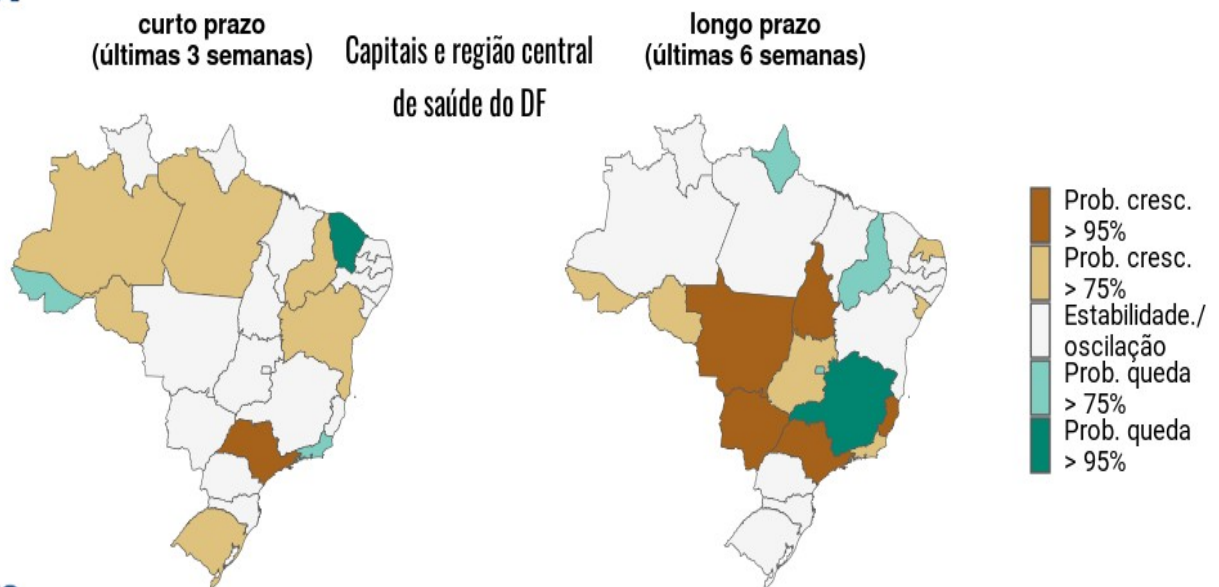 curto prazo
(últimas 3 semanas)
Capitais e região central
de saúde do DF
longo prazo
(últimas 6 semanas)
Prob. cresc.
> 95%
Prob. cresc.
> 75%
Estabilidade./
oscilação
Prob. queda
> 75%
Prob. queda
> 95%